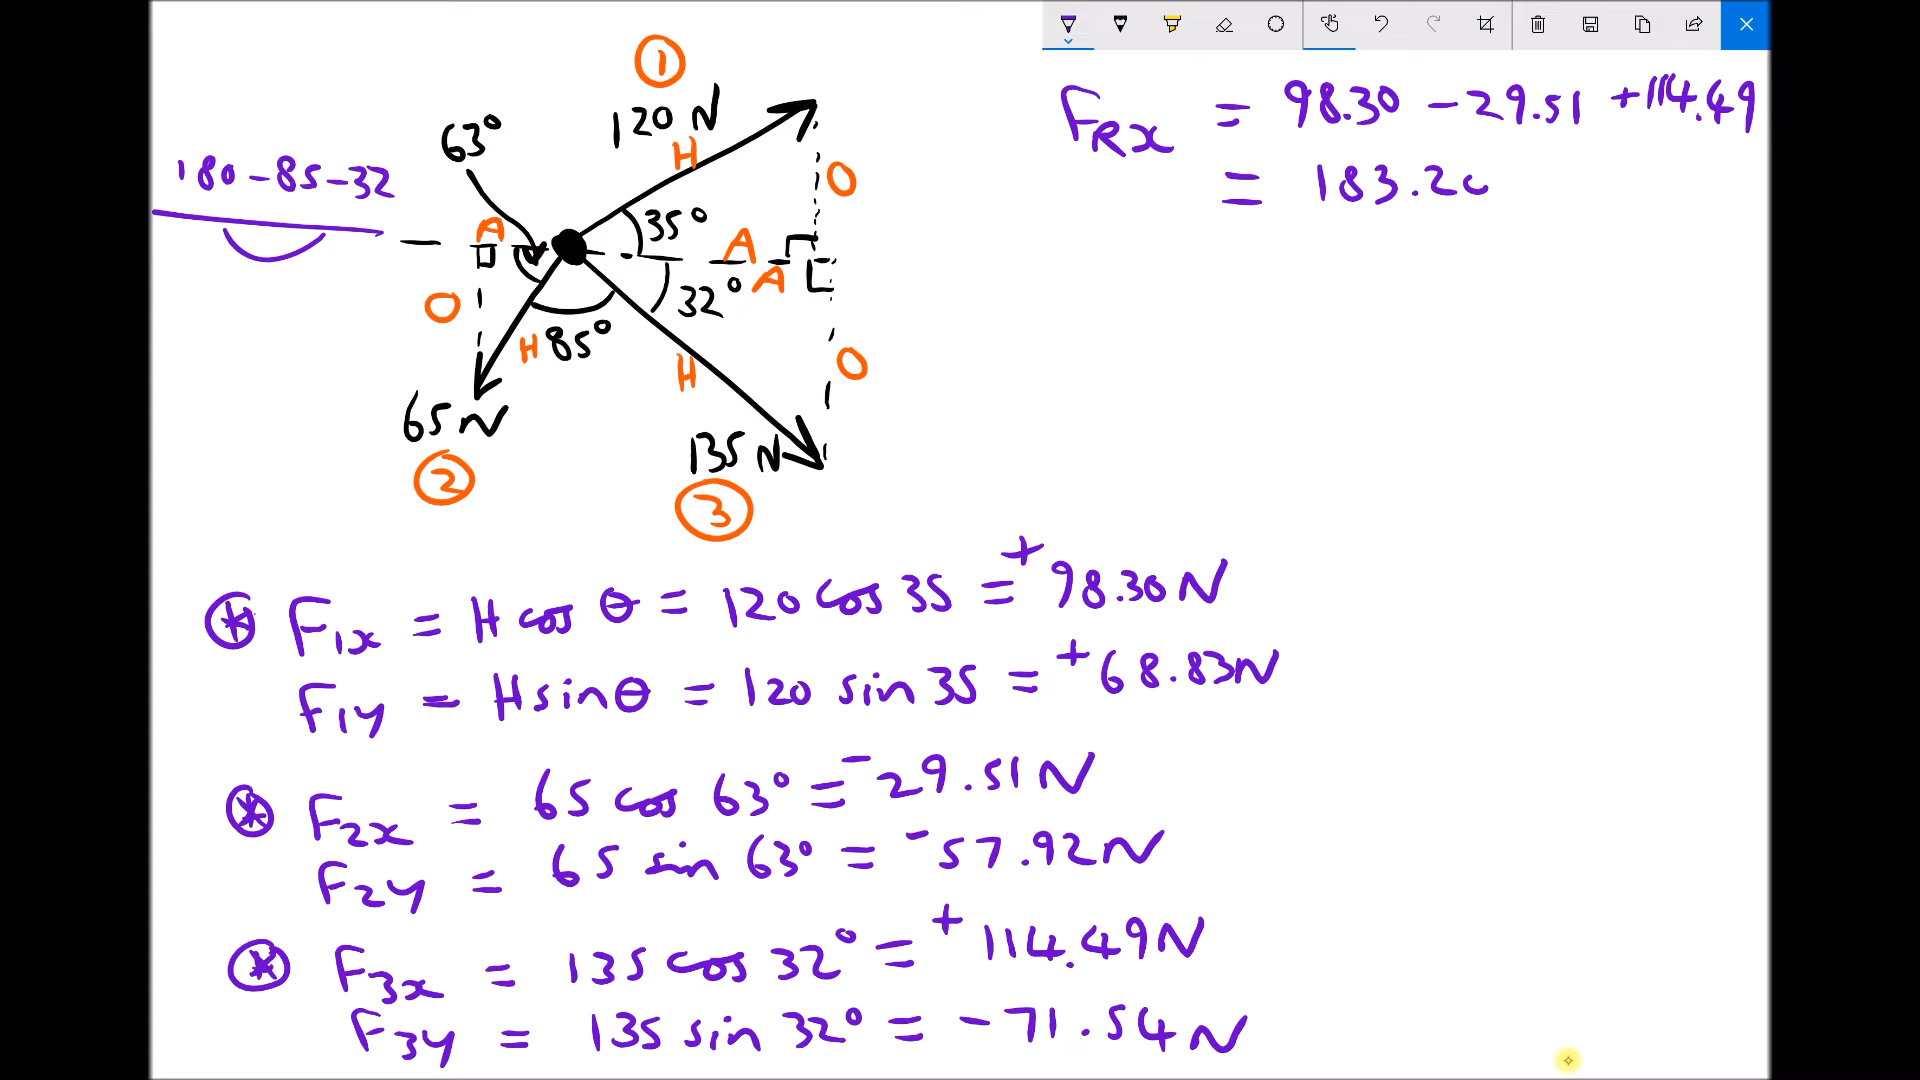 ①
120 N
H
63°
180-85-32
A
35°
O
A
A
32°
O
H
85°
H
O
65 N
②
135 N
③
F1x = H cos θ = 120 cos 35 = +98.30 N
F1y = H sin θ = 120 sin 35 = +68.83 N
F2x = 65 cos 63° = -29.51 N
F2y = 65 sin 63° = -57.92 N
F3x = 135 cos 32° = +114.49 N
F3y = 135 sin 32° = -71.54 N
FRx = 98.30 - 29.51 + 114.49
= 183.2